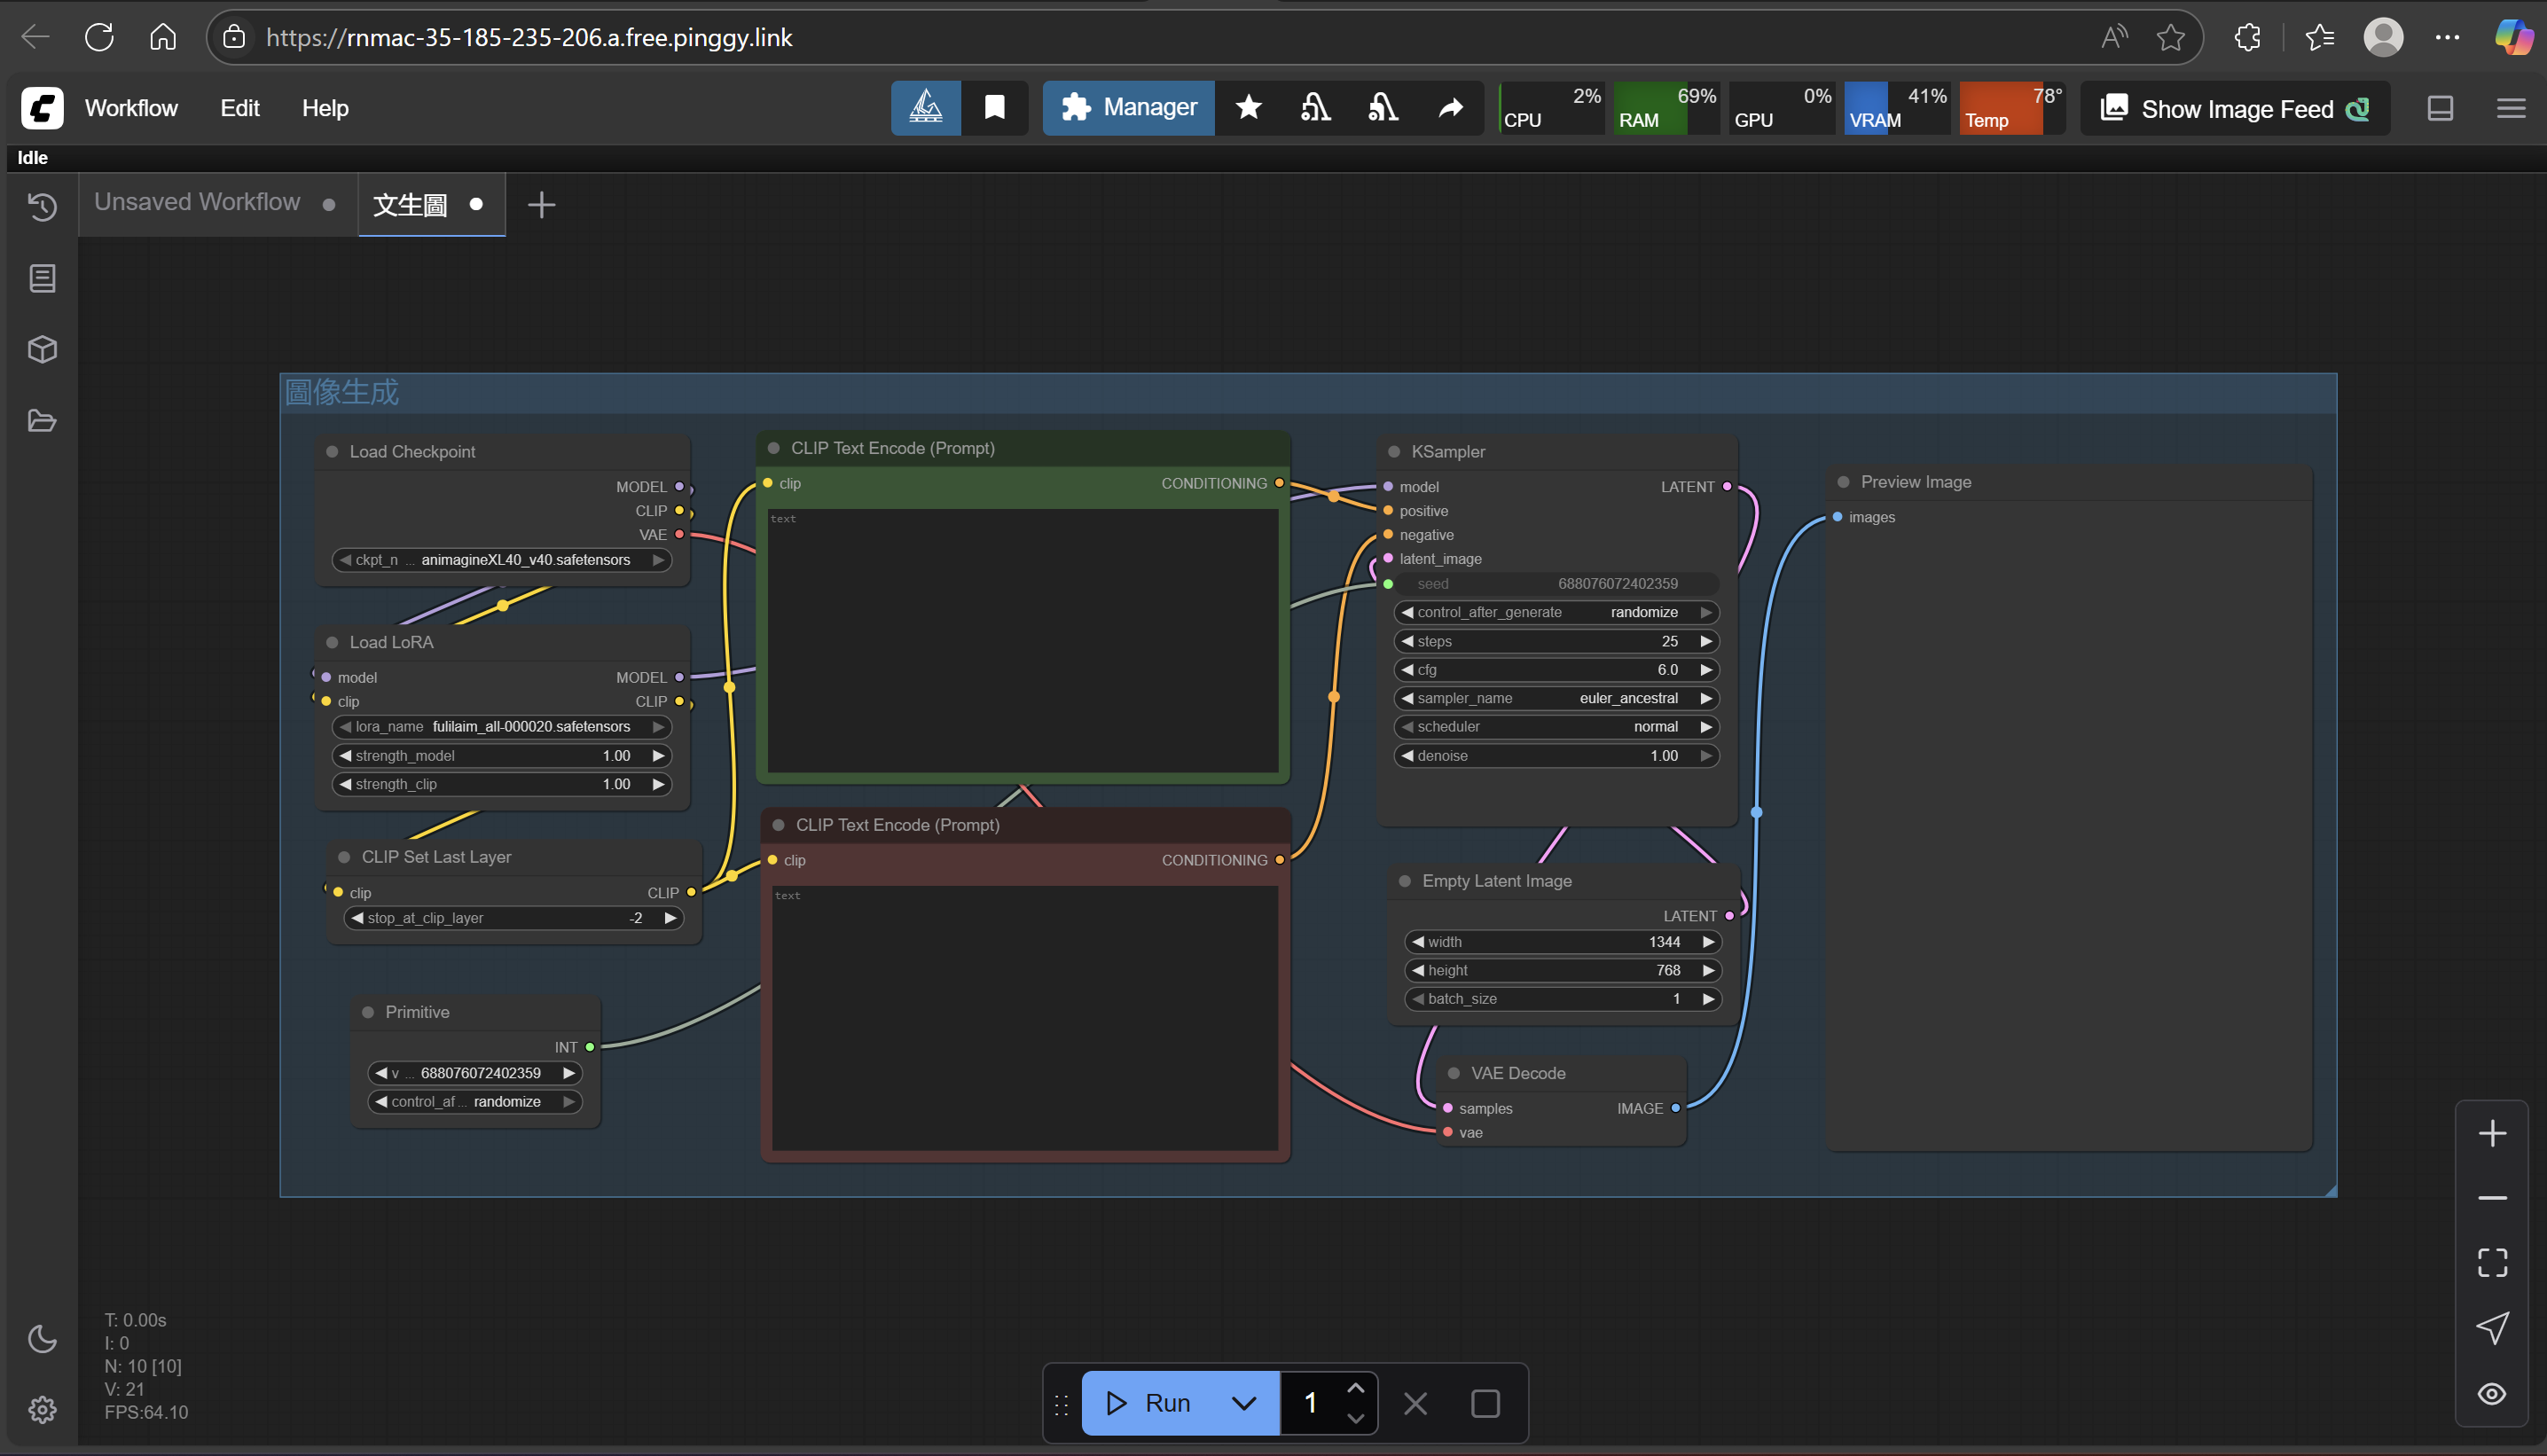 https://rnmac-35-185-235-206.a.free.pinggy.link
Workflow Edit Help
Manager
CPU 2%
RAM 69%
GPU 0%
VRAM 41%
Temp 78°
Show Image Feed
Idle
Unsaved Workflow
文生圖
圖像生成
Load Checkpoint
MODEL
CLIP
VAE
ckpt_n ... animagineXL40_v40.safetensors
Load LoRA
model MODEL
clip CLIP
lora_name fulilaim_all-000020.safetensors
strength_model 1.00
strength_clip 1.00
CLIP Set Last Layer
clip CLIP
stop_at_clip_layer -2
Primitive
INT
v ... 688076072402359
control_af ... randomize
CLIP Text Encode (Prompt)
clip CONDITIONING
text
CLIP Text Encode (Prompt)
clip CONDITIONING
text
KSampler
model LATENT
positive
negative
latent_image
seed 688076072402359
control_after_generate randomize
steps 25
cfg 6.0
sampler_name euler_ancestral
scheduler normal
denoise 1.00
Empty Latent Image
LATENT
width 1344
height 768
batch_size 1
VAE Decode
samples IMAGE
vae
Preview Image
images
T: 0.00s
I: 0
N: 10 [10]
V: 21
FPS:64.10
Run 1